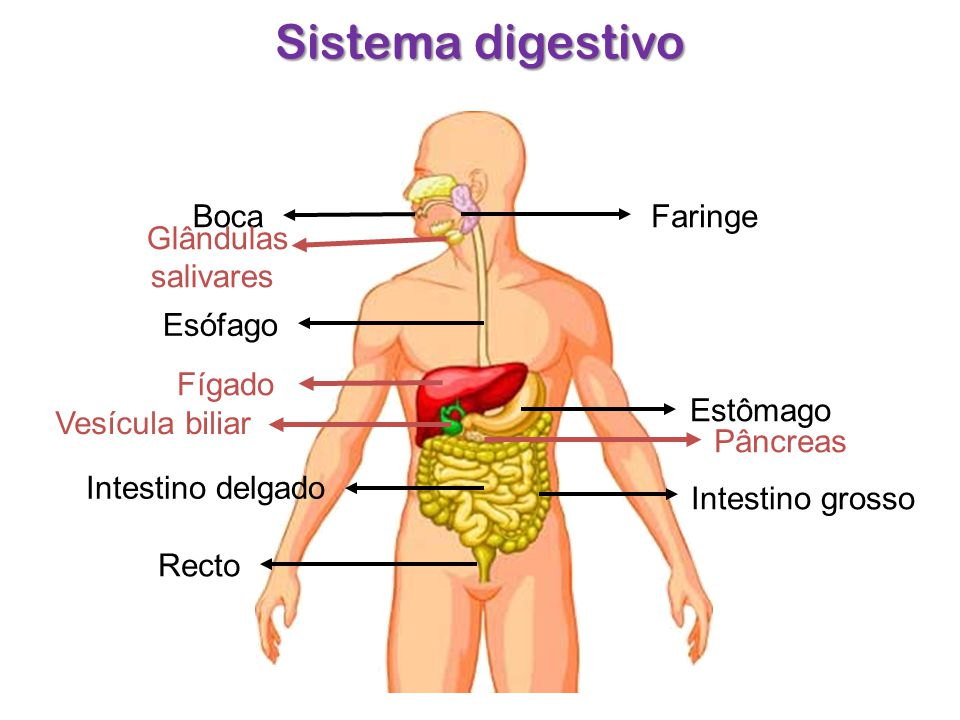 Sistema digestivo
Boca
Faringe
Glândulas
salivares
Esófago
Fígado
Estômago
Vesícula biliar
Pâncreas
Intestino delgado
Intestino grosso
Recto